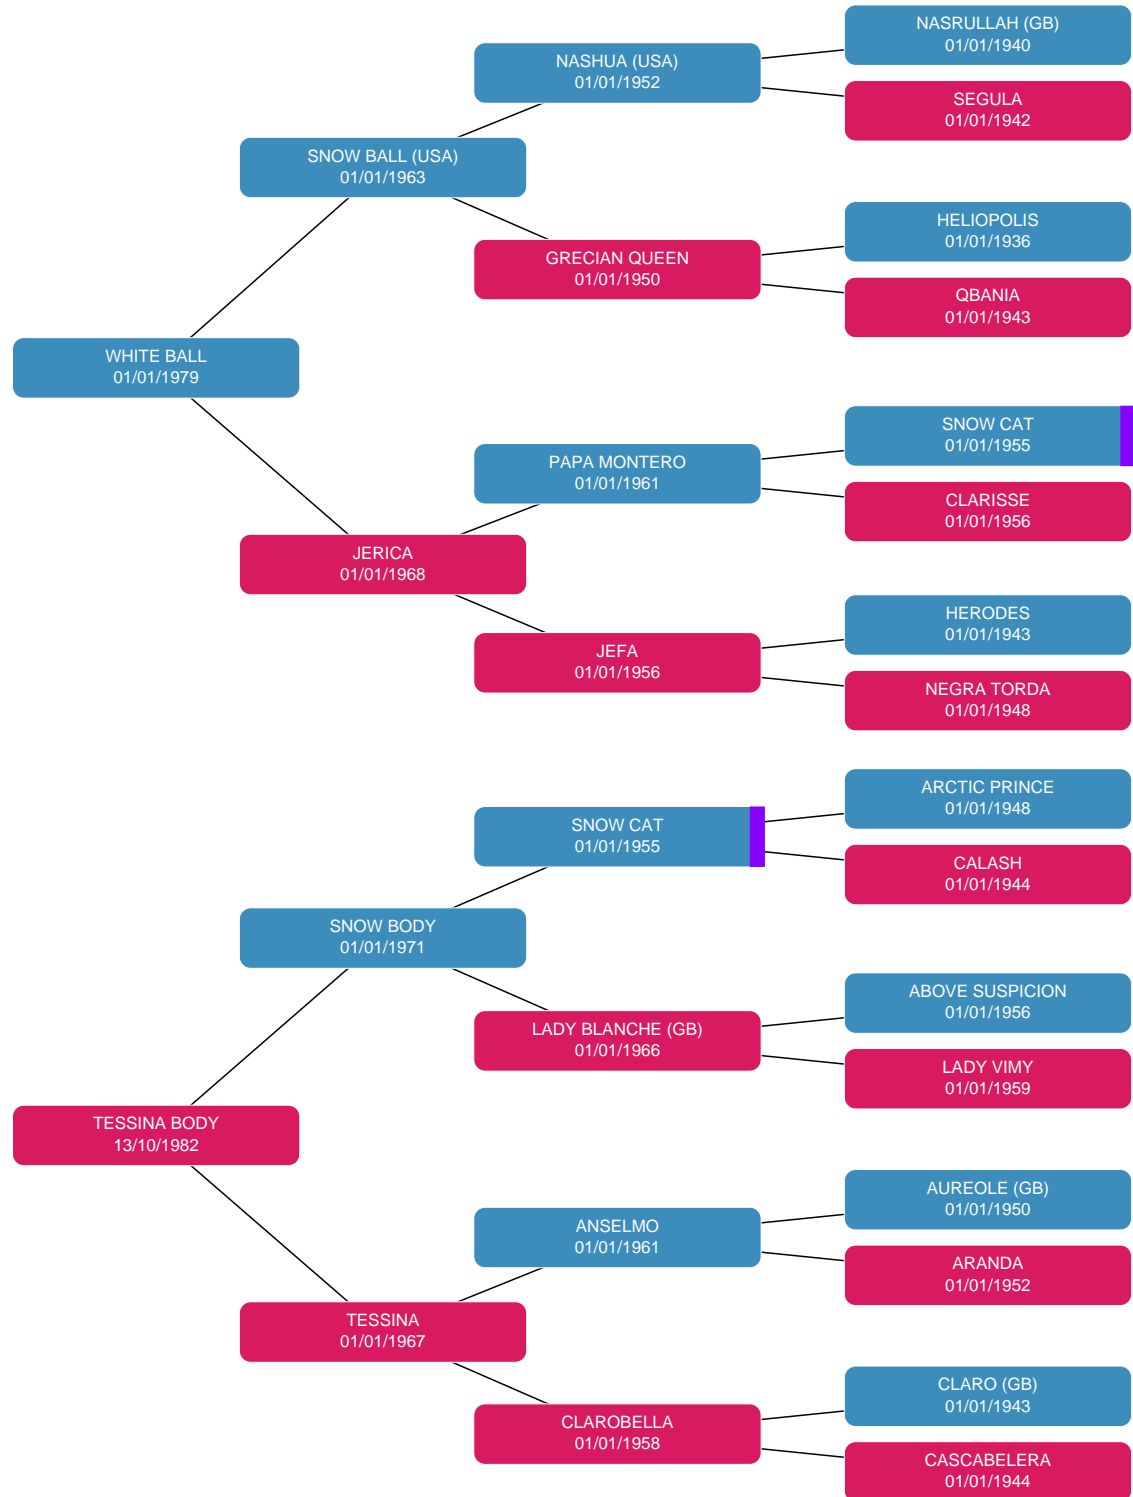 NASRULLAH (GB)
01/01/1940
NASHUA (USA)
01/01/1952
SEGULA
01/01/1942
SNOW BALL (USA)
01/01/1963
HELIOPOLIS
01/01/1936
GRECIAN QUEEN
01/01/1950
QBANIA
01/01/1943
WHITE BALL
01/01/1979
SNOW CAT
01/01/1955
PAPA MONTERO
01/01/1961
CLARISSE
01/01/1956
JERICA
01/01/1968
HERODES
01/01/1943
JEFA
01/01/1956
NEGRA TORDA
01/01/1948
ARCTIC PRINCE
01/01/1948
SNOW CAT
01/01/1955
CALASH
01/01/1944
SNOW BODY
01/01/1971
ABOVE SUSPICION
01/01/1956
LADY BLANCHE (GB)
01/01/1966
LADY VIMY
01/01/1959
TESSINA BODY
13/10/1982
AUREOLE (GB)
01/01/1950
ANSELMO
01/01/1961
ARANDA
01/01/1952
TESSINA
01/01/1967
CLARO (GB)
01/01/1943
CLAROBELLA
01/01/1958
CASCABELERA
01/01/1944